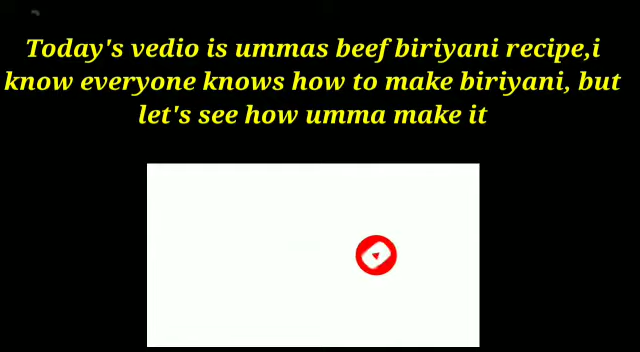 Today's vedio is ummas beef biriyani recipe,i
know everyone knows how to make biriyani, but
let's see how umma make it